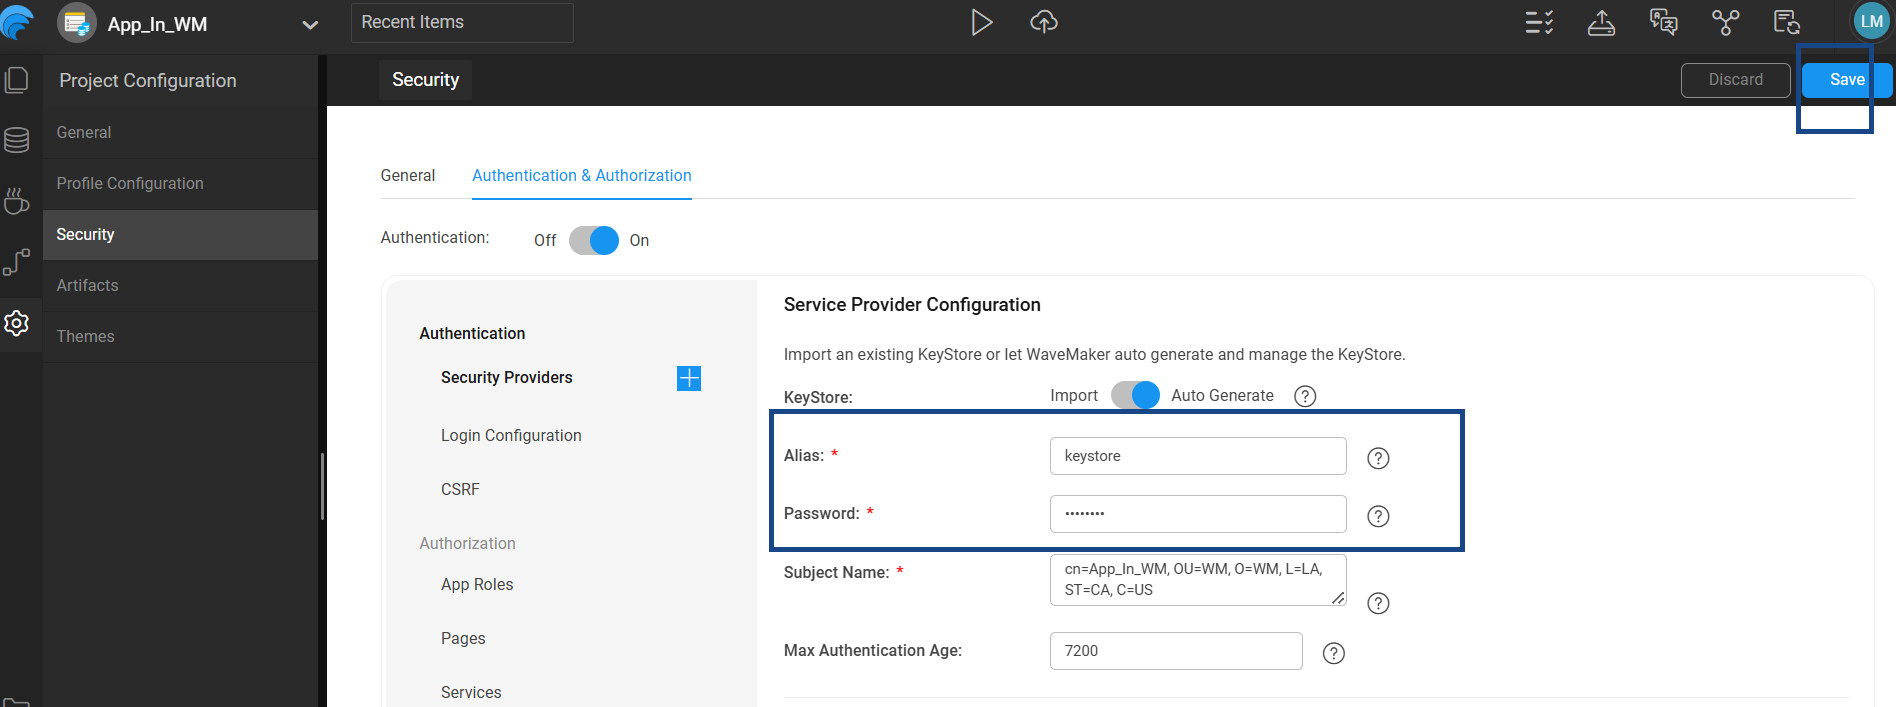 App_In_WM
Recent Items
LM
Project Configuration
Security
Discard
Save
General
Profile Configuration
Security
Artifacts
Themes
General
Authentication & Authorization
Authentication:
Off
On
Authentication
Security Providers
Login Configuration
CSRF
Authorization
App Roles
Pages
Services
Service Provider Configuration
Import an existing KeyStore or let WaveMaker auto generate and manage the KeyStore.
KeyStore:
Import
Auto Generate
?
Alias: *
keystore
?
Password: *
••••••••
?
Subject Name: *
cn=App_In_WM, OU=WM, O=WM, L=LA,
ST=CA, C=US
?
Max Authentication Age:
7200
?